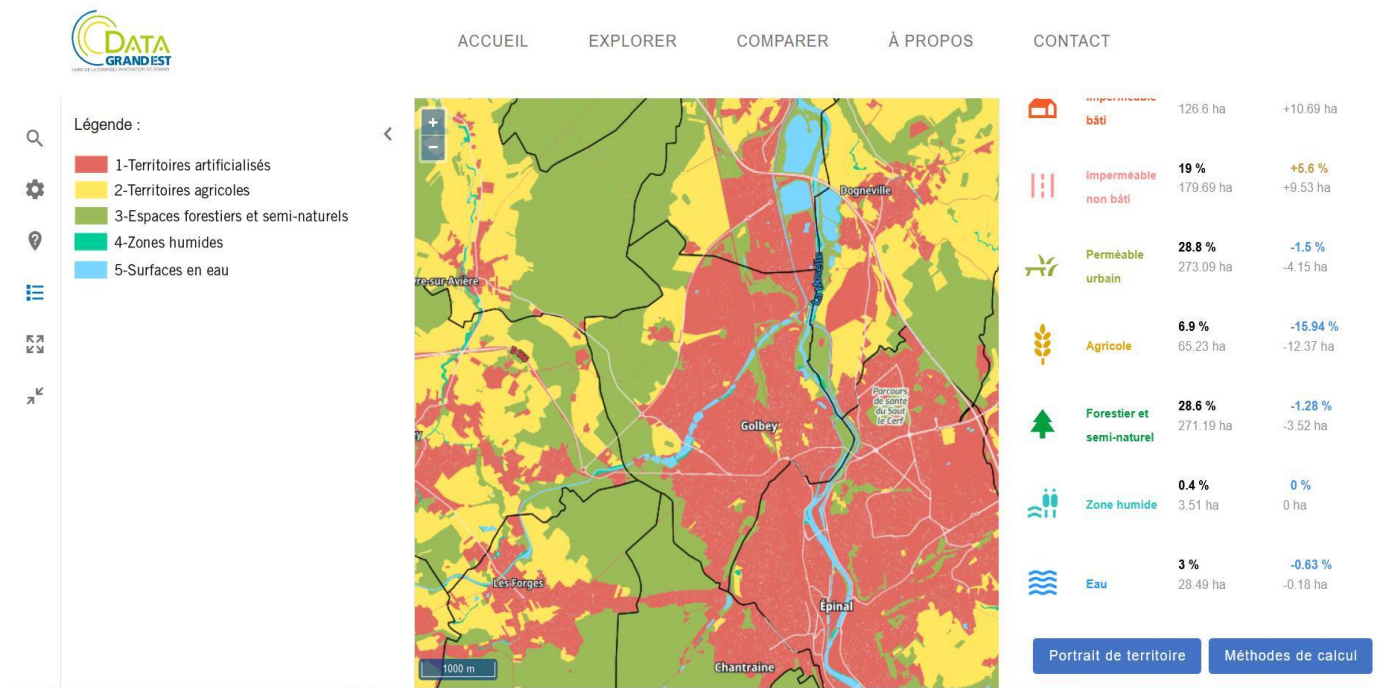 DATA
GRAND EST
ACCUEIL
EXPLORER
COMPARER
À PROPOS
CONTACT
Légende :
1-Territoires artificialisés
2-Territoires agricoles
3-Espaces forestiers et semi-naturels
4-Zones humides
5-Surfaces en eau
+
−
Dogneville
La Moselle
re-sur-Avière
Parcours
de santé
du Saut
le Cerf
Golbey
Les Forges
Épinal
Chantraine
1000 m
Imperméable
bâti
126.6 ha
+10.69 ha
Imperméable
non bâti
19 %
179.69 ha
+5.6 %
+9.53 ha
Perméable
urbain
28.8 %
273.09 ha
-1.5 %
-4.15 ha
Agricole
6.9 %
65.23 ha
-15.94 %
-12.37 ha
Forestier et
semi-naturel
28.6 %
271.19 ha
-1.28 %
-3.52 ha
Zone humide
0.4 %
3.51 ha
0 %
0 ha
Eau
3 %
28.49 ha
-0.63 %
-0.18 ha
Portrait de territoire
Méthodes de calcul